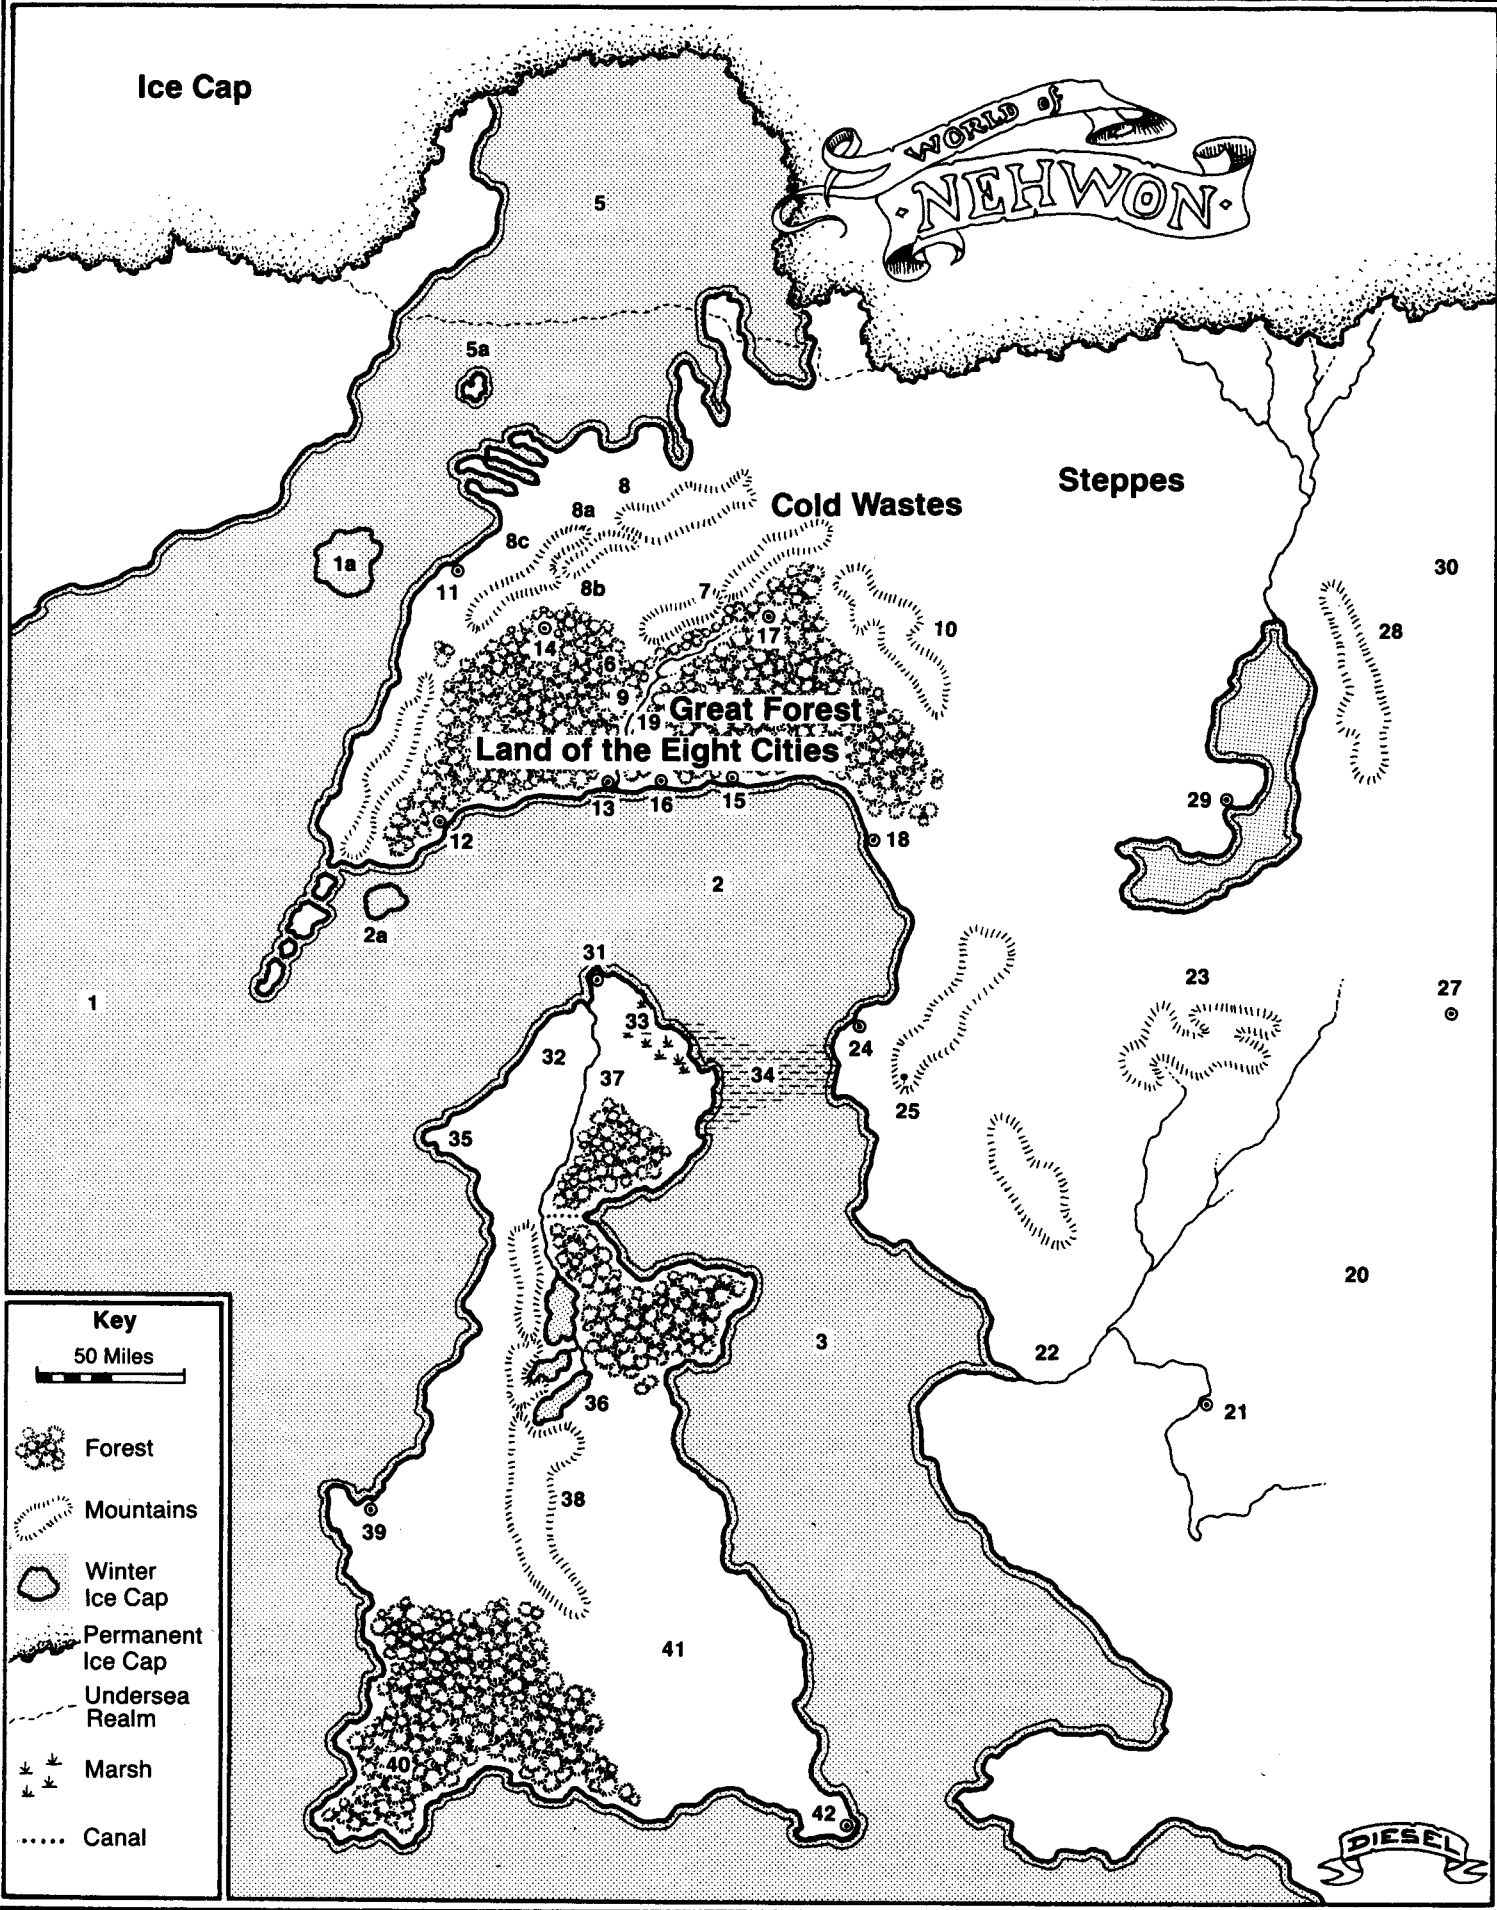 Ice Cap
WORLD of
NEHWON
5
5a
Steppes
8
Cold Wastes
8a
8c
1a
30
11
8b
7
10
28
17
14
6
9
Great Forest
19
Land of the Eight Cities
29
13
16
15
12
18
2
2a
31
23
27
1
33
24
32
34
37
25
35
20
Key
50 Miles
3
22
36
21
Forest
38
Mountains
39
Winter
Ice Cap
Permanent
Ice Cap
41
Undersea
Realm
40
Marsh
42
Canal
DIESEL